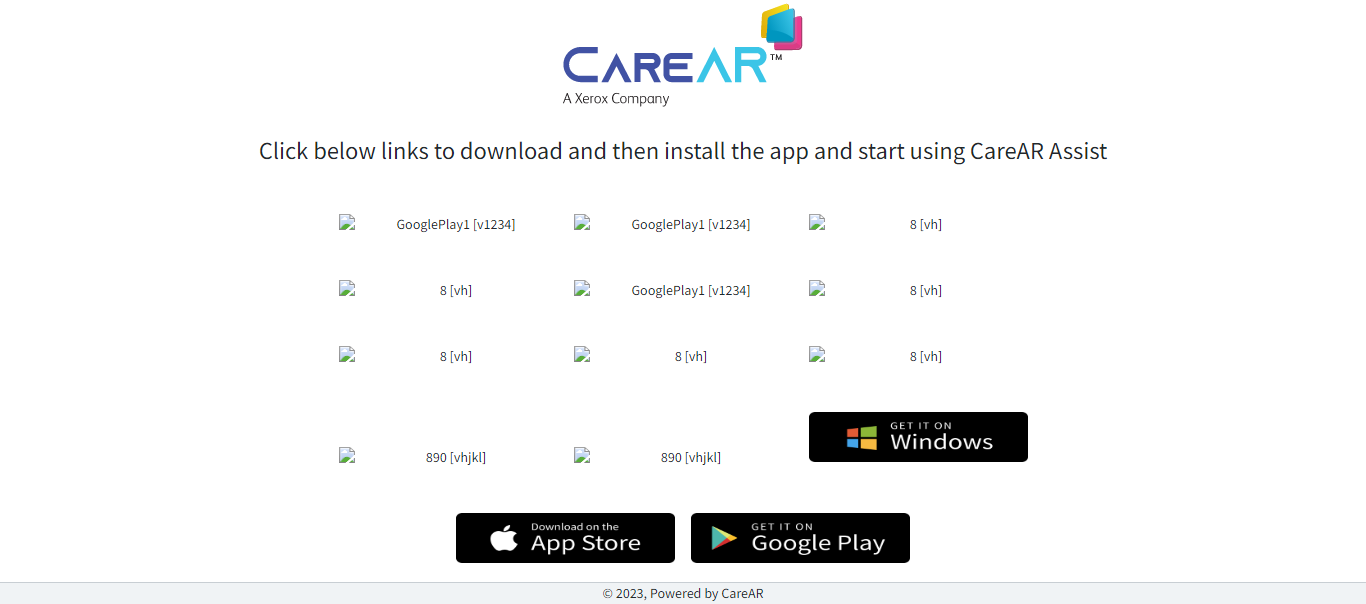 CAREAR™
A Xerox Company
Click below links to download and then install the app and start using CareAR Assist
GooglePlay1 [v1234] GooglePlay1 [v1234] 8 [vh]
8 [vh] GooglePlay1 [v1234] 8 [vh]
8 [vh] 8 [vh] 8 [vh]
GET IT ON
Windows
890 [vhjkl] 890 [vhjkl]
Download on the
App Store
GET IT ON
Google Play
© 2023, Powered by CareAR